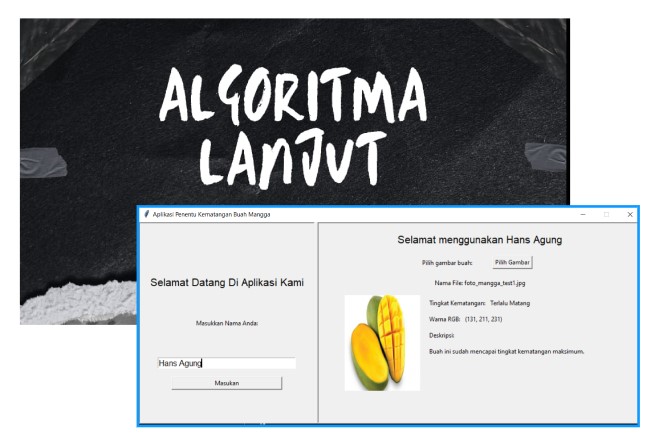 ALGORITMA
LANJUT
Aplikasi Penentu Kematangan Buah Mangga
Selamat Datang Di Aplikasi Kami
Masukkan Nama Anda:
Hans Agung
Masukan
Selamat menggunakan Hans Agung
Pilih gambar buah: Pilih Gambar
Nama File: foto_mangga_test1.jpg
Tingkat Kematangan: Terlalu Matang
Warna RGB: (131, 211, 231)
Deskripsi:
Buah ini sudah mencapai tingkat kematangan maksimum.